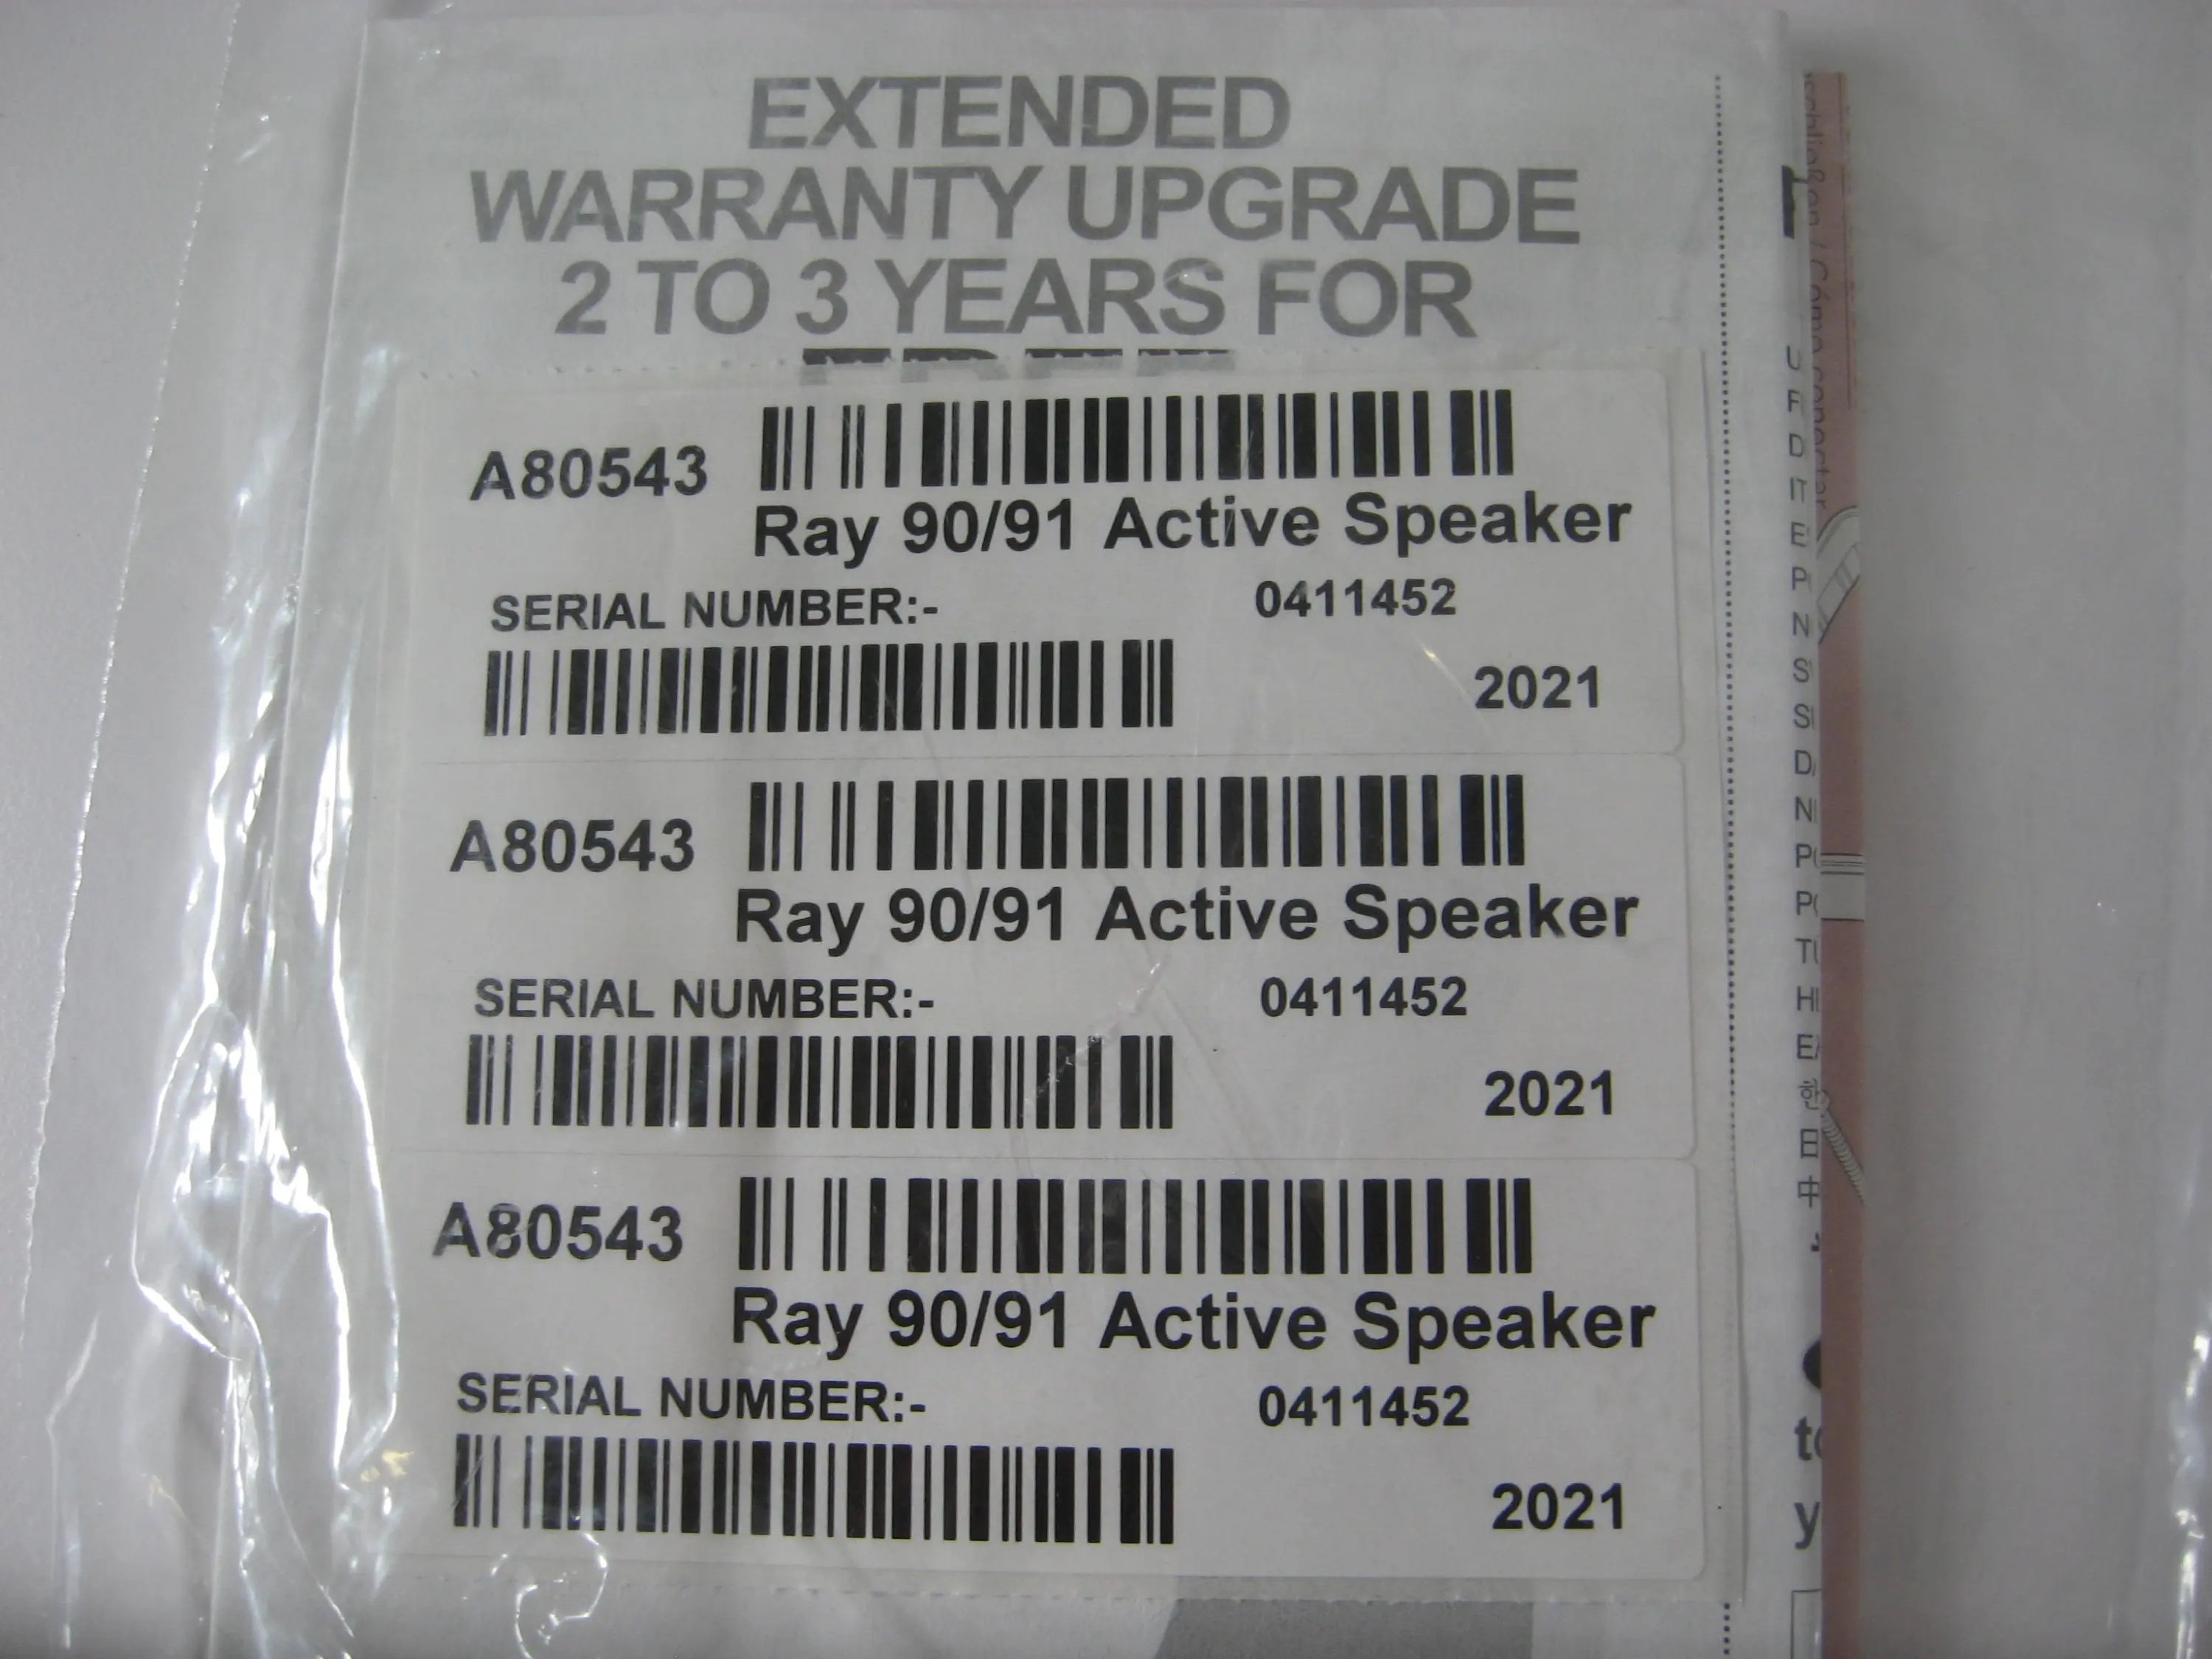 EXTENDED
WARRANTY UPGRADE
2 TO 3 YEARS FOR
A80543
Ray 90/91 Active Speaker
SERIAL NUMBER:- 0411452
2021
A80543
Ray 90/91 Active Speaker
SERIAL NUMBER:- 0411452
2021
A80543
Ray 90/91 Active Speaker
SERIAL NUMBER:- 0411452
2021